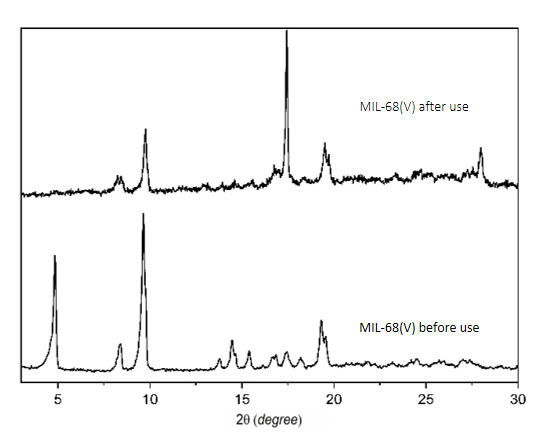 MIL-68(V) after use
MIL-68(V) before use
5 10 15 20 25 30
2θ (degree)